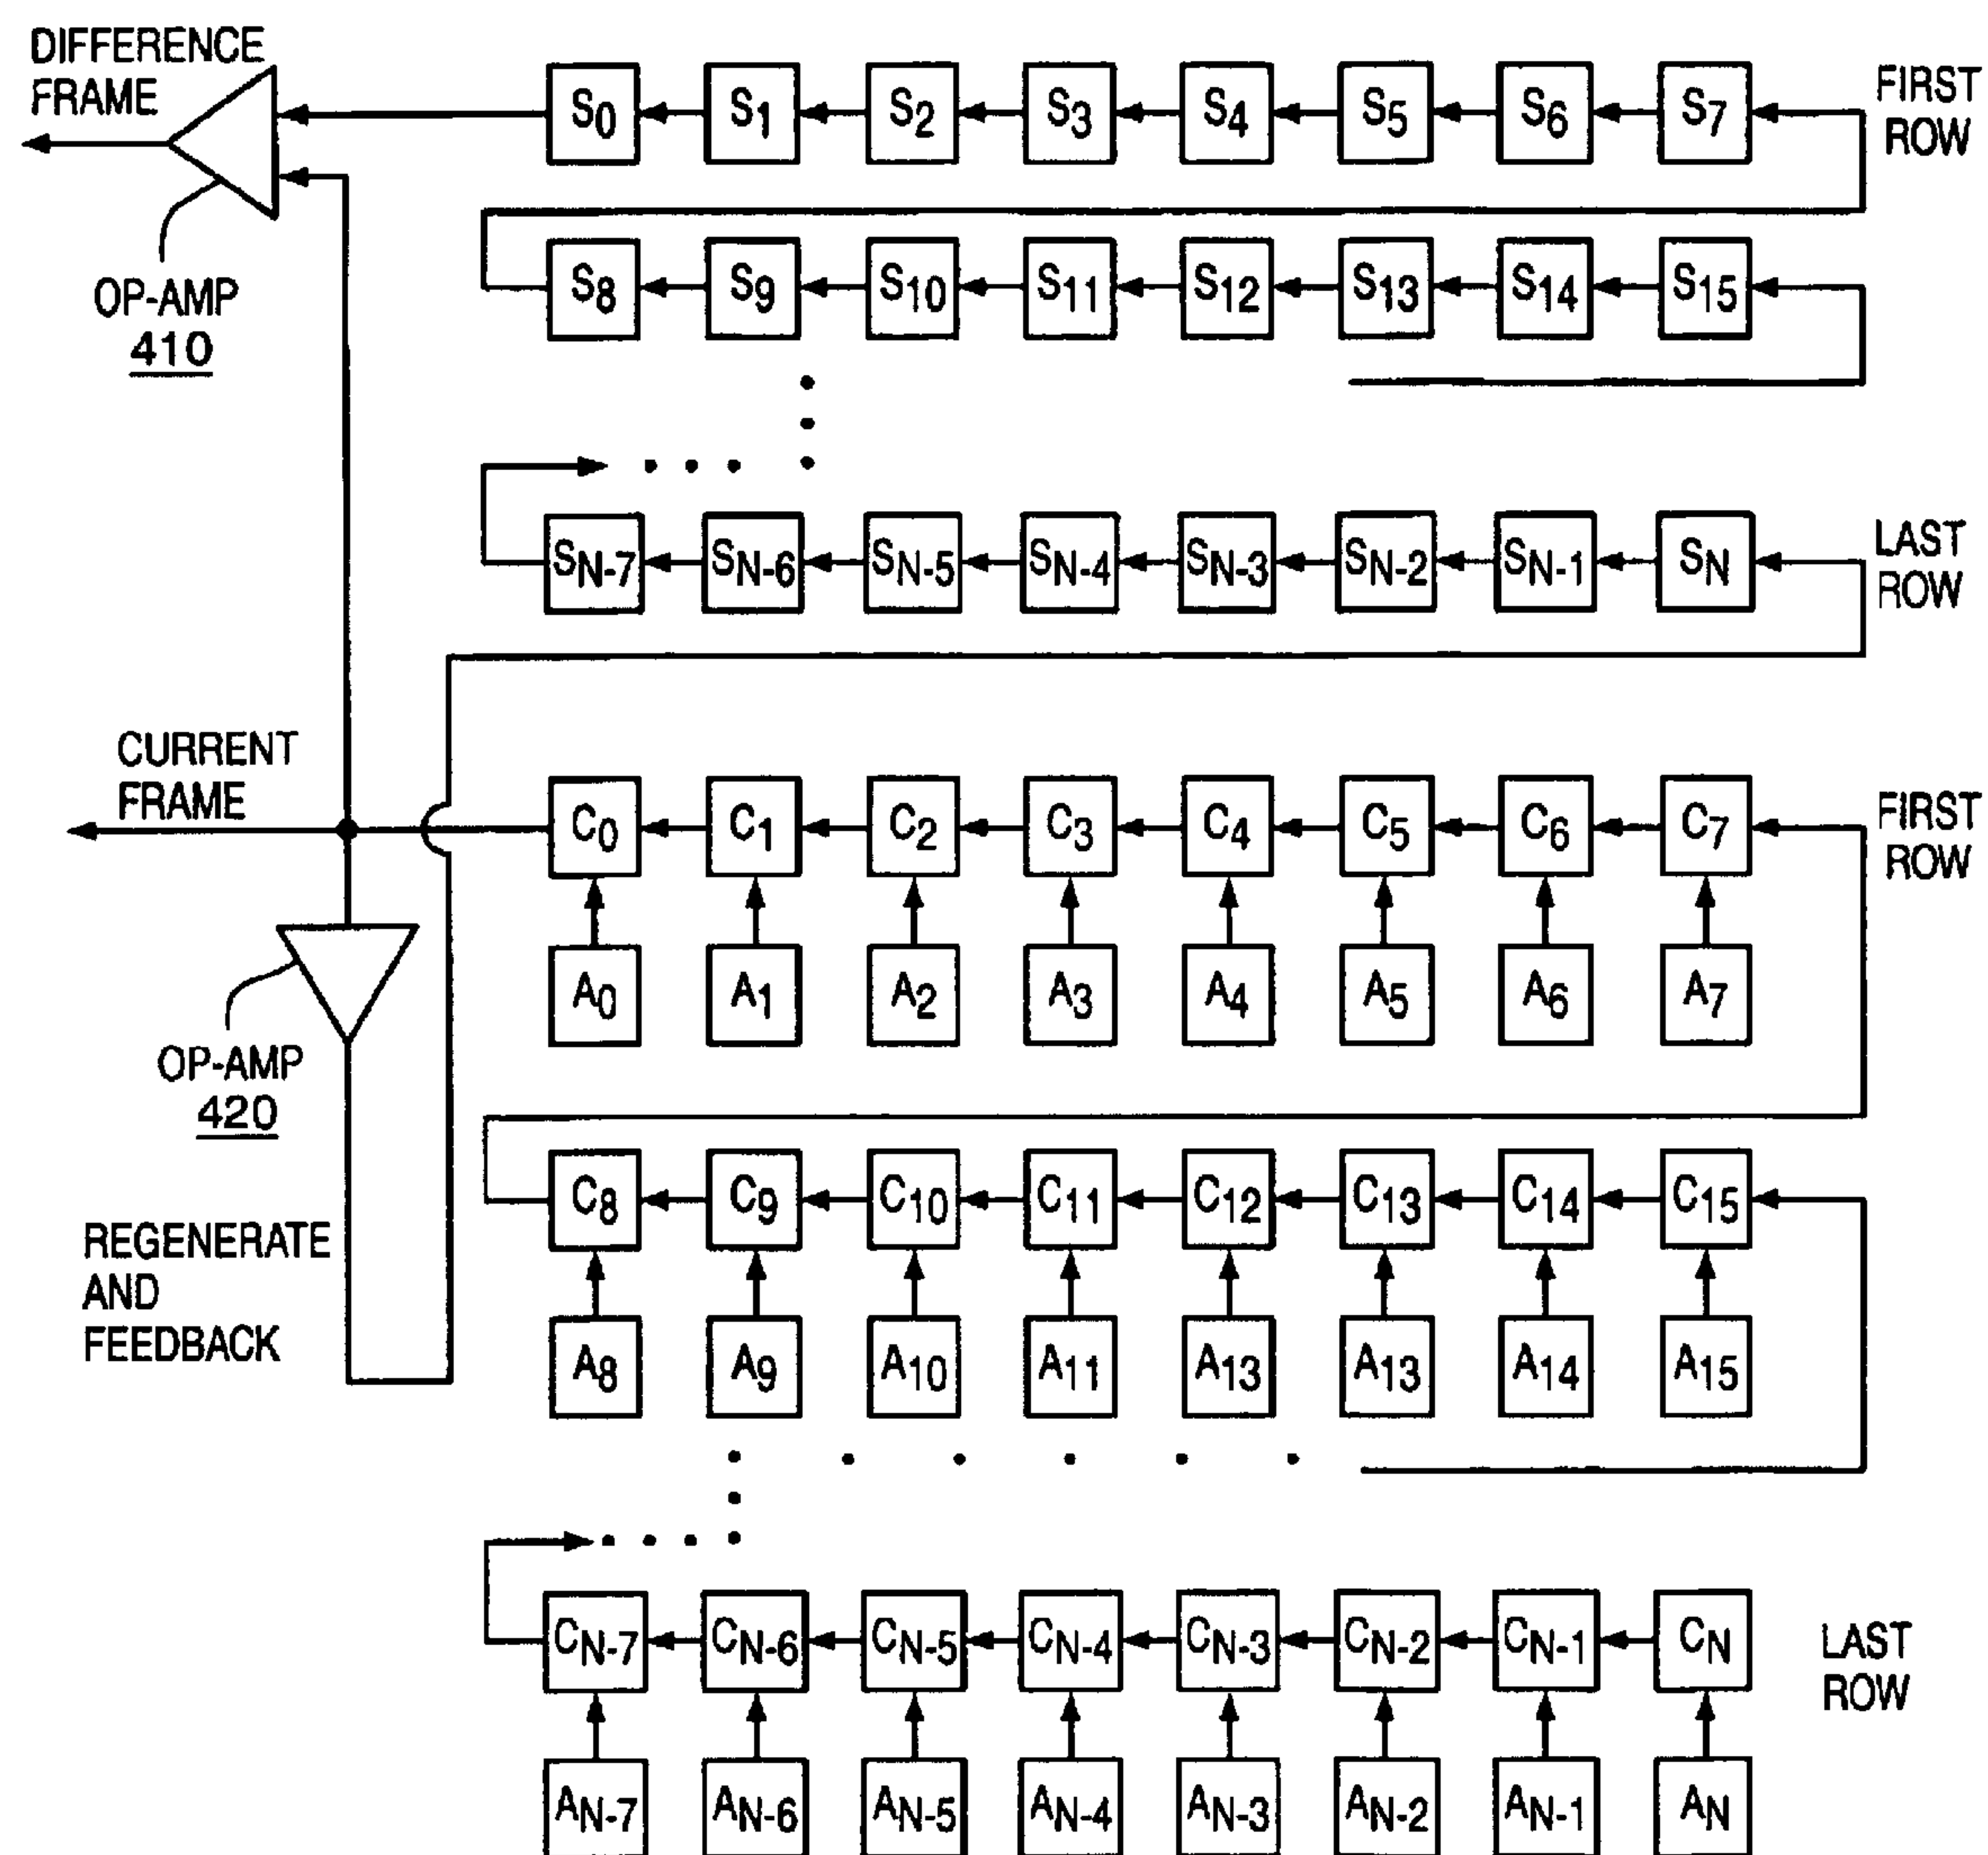 DIFFERENCE
FRAME
S0 S1 S2 S3 S4 S5 S6 S7
FIRST
ROW
OP-AMP
410
S8 S9 S10 S11 S12 S13 S14 S15
SN-7 SN-6 SN-5 SN-4 SN-3 SN-2 SN-1 SN
LAST
ROW
CURRENT
FRAME
C0 C1 C2 C3 C4 C5 C6 C7
FIRST
ROW
A0 A1 A2 A3 A4 A5 A6 A7
OP-AMP
420
C8 C9 C10 C11 C12 C13 C14 C15
REGENERATE
AND
FEEDBACK
A8 A9 A10 A11 A13 A13 A14 A15
CN-7 CN-6 CN-5 CN-4 CN-3 CN-2 CN-1 CN
LAST
ROW
AN-7 AN-6 AN-5 AN-4 AN-3 AN-2 AN-1 AN